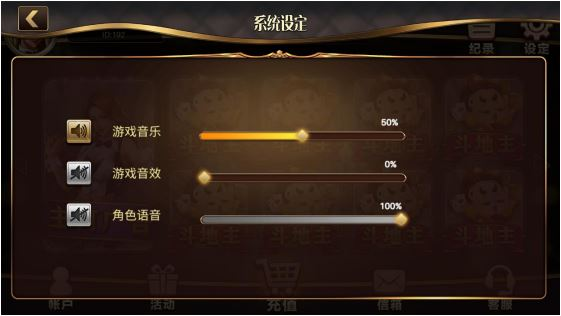 系统设定
ID:192
纪录
设定
50%
游戏音乐
0%
游戏音效
100%
角色语音
斗地主 斗地主 斗地主 斗地主
帐户
活动
充值
信箱
客服